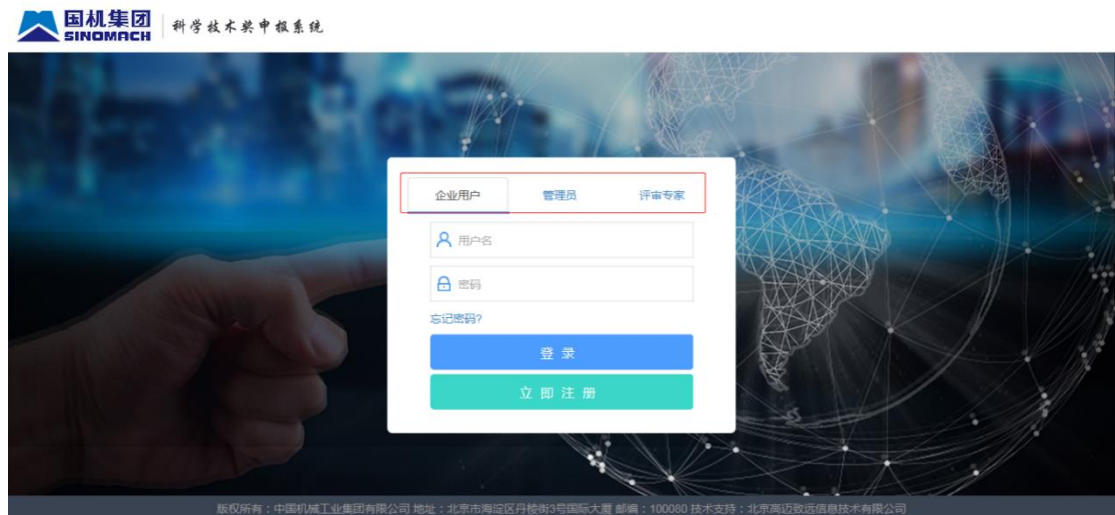 国机集团
SINOMACH
科学技术奖申报系统
企业用户 管理员 评审专家
用户名
密码
忘记密码?
登 录
立 即 注 册
版权所有：中国机械工业集团有限公司 地址：北京市海淀区丹棱街3号国际大厦 邮编：100080 技术支持：北京高迈致远信息技术有限公司